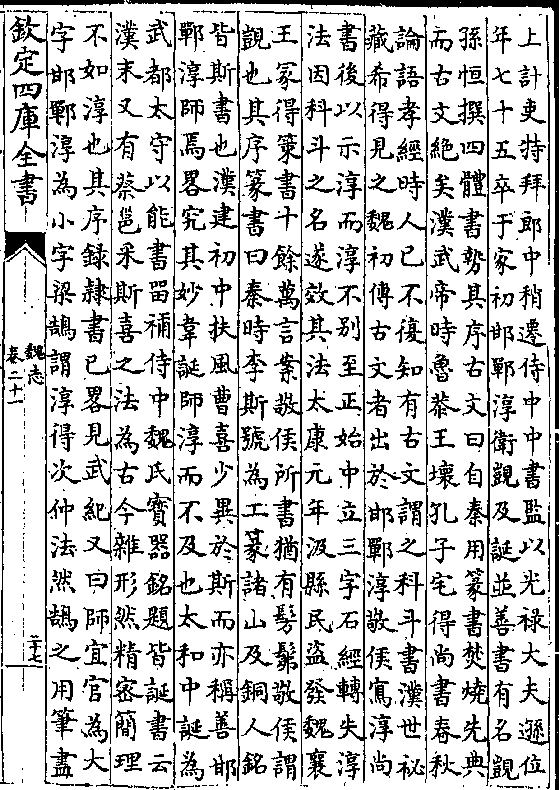 上計吏特拜郎中稍遷侍中中書監以光禄大夫遜位
年七十五卒于家初邯鄲淳衛覬及誕並善書有名覬
孫恒撰四體書勢其序古文曰自秦用篆書焚燒先典
而古文絶矣漢武帝時魯恭王壞孔子宅得尚書春秋
論語孝經時人已不復知有古文謂之科斗書漢世祕
藏希得見之魏初傳古文者出於邯鄲淳敬侯寫淳尚
書後以示淳而淳不别至正始中立三字石經轉失淳
法因科斗之名遂效其法太康元年汲縣民盜發魏襄
王冢得策書十餘萬言案敬侯所書猶有髣髴敬侯謂
覬也其序篆書曰秦時李斯號為工篆諸山及銅人銘
皆斯書也漢建初中扶風曹喜少異於斯而亦稱善邯
鄲淳師焉畧究其妙韋誕師淳而不及也太和中誕為
武都太守以能書留補侍中魏氏寳器銘題皆誕書云
漢末又有蔡邕采斯喜之法為古今雜形然精密簡理
不如淳也其序録隸書已畧見武紀又曰師宜官為大
字邯鄲淳為小字梁鵠謂淳得次仲法然鵠之用筆盡
欽定四庫全書
魏志
卷二十一
二十七